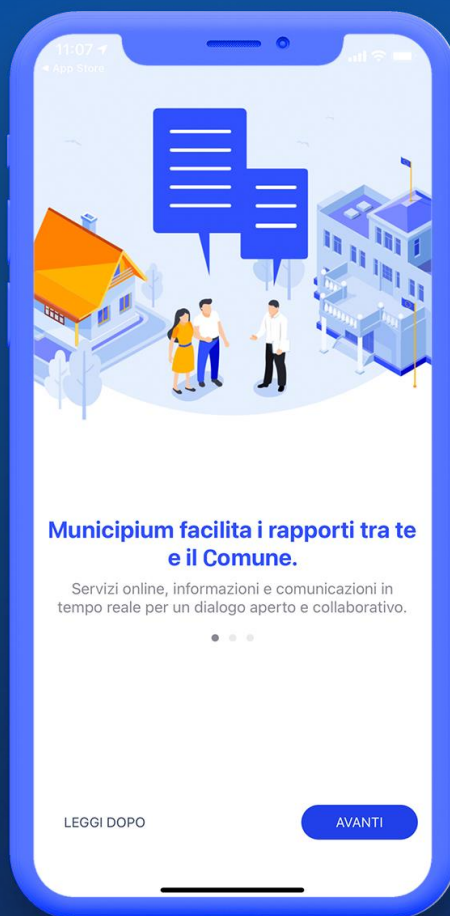 11:07
◀ App Store
Municipium facilita i rapporti tra te
e il Comune.
Servizi online, informazioni e comunicazioni in
tempo reale per un dialogo aperto e collaborativo.
LEGGI DOPO
AVANTI